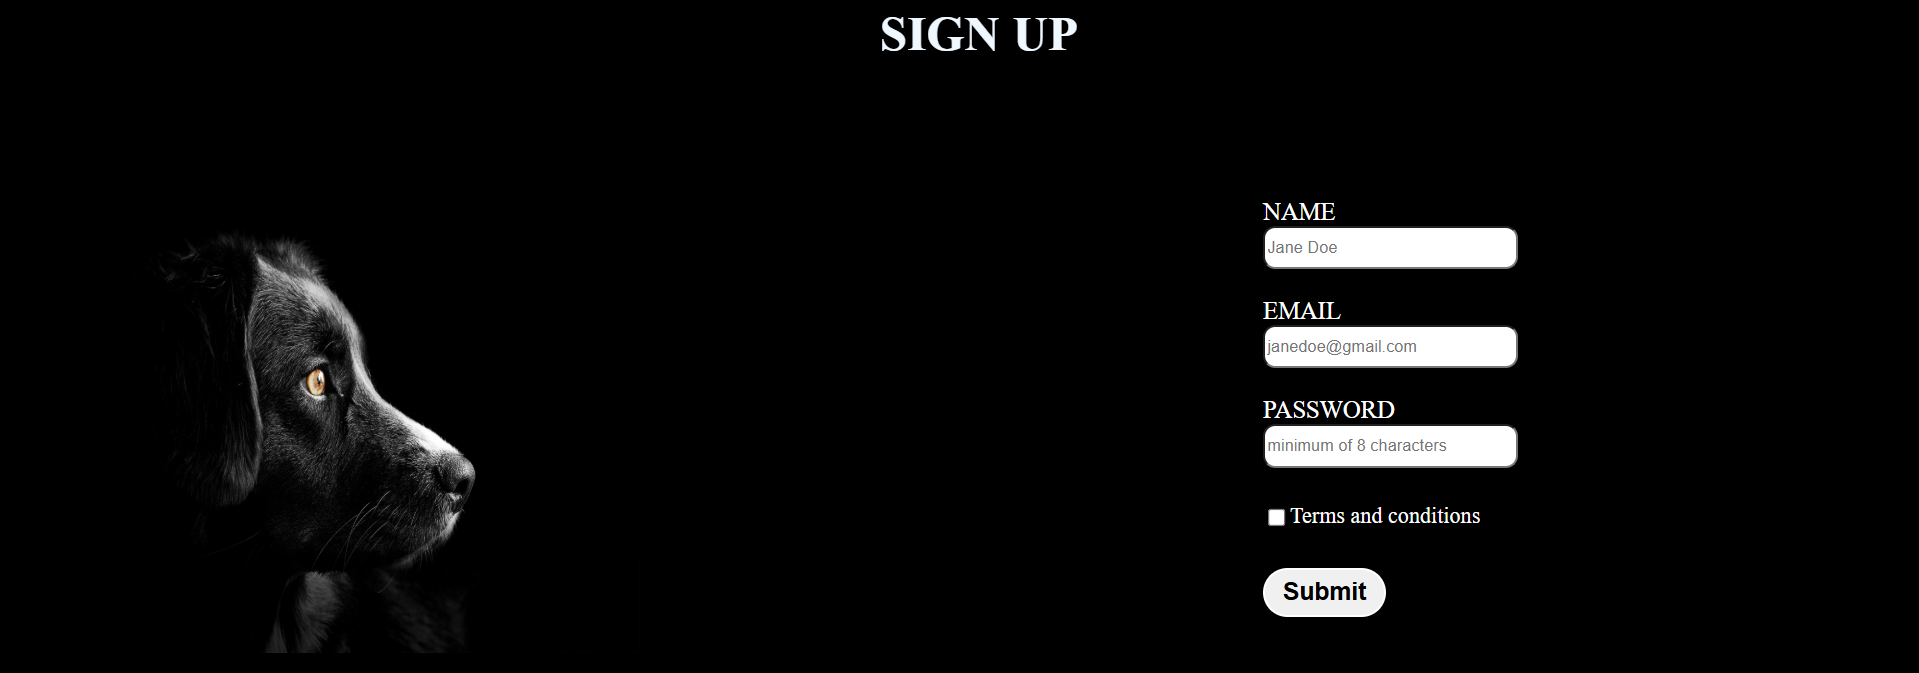 SIGN UP
NAME
Jane Doe
EMAIL
janedoe@gmail.com
PASSWORD
minimum of 8 characters
Terms and conditions
Submit